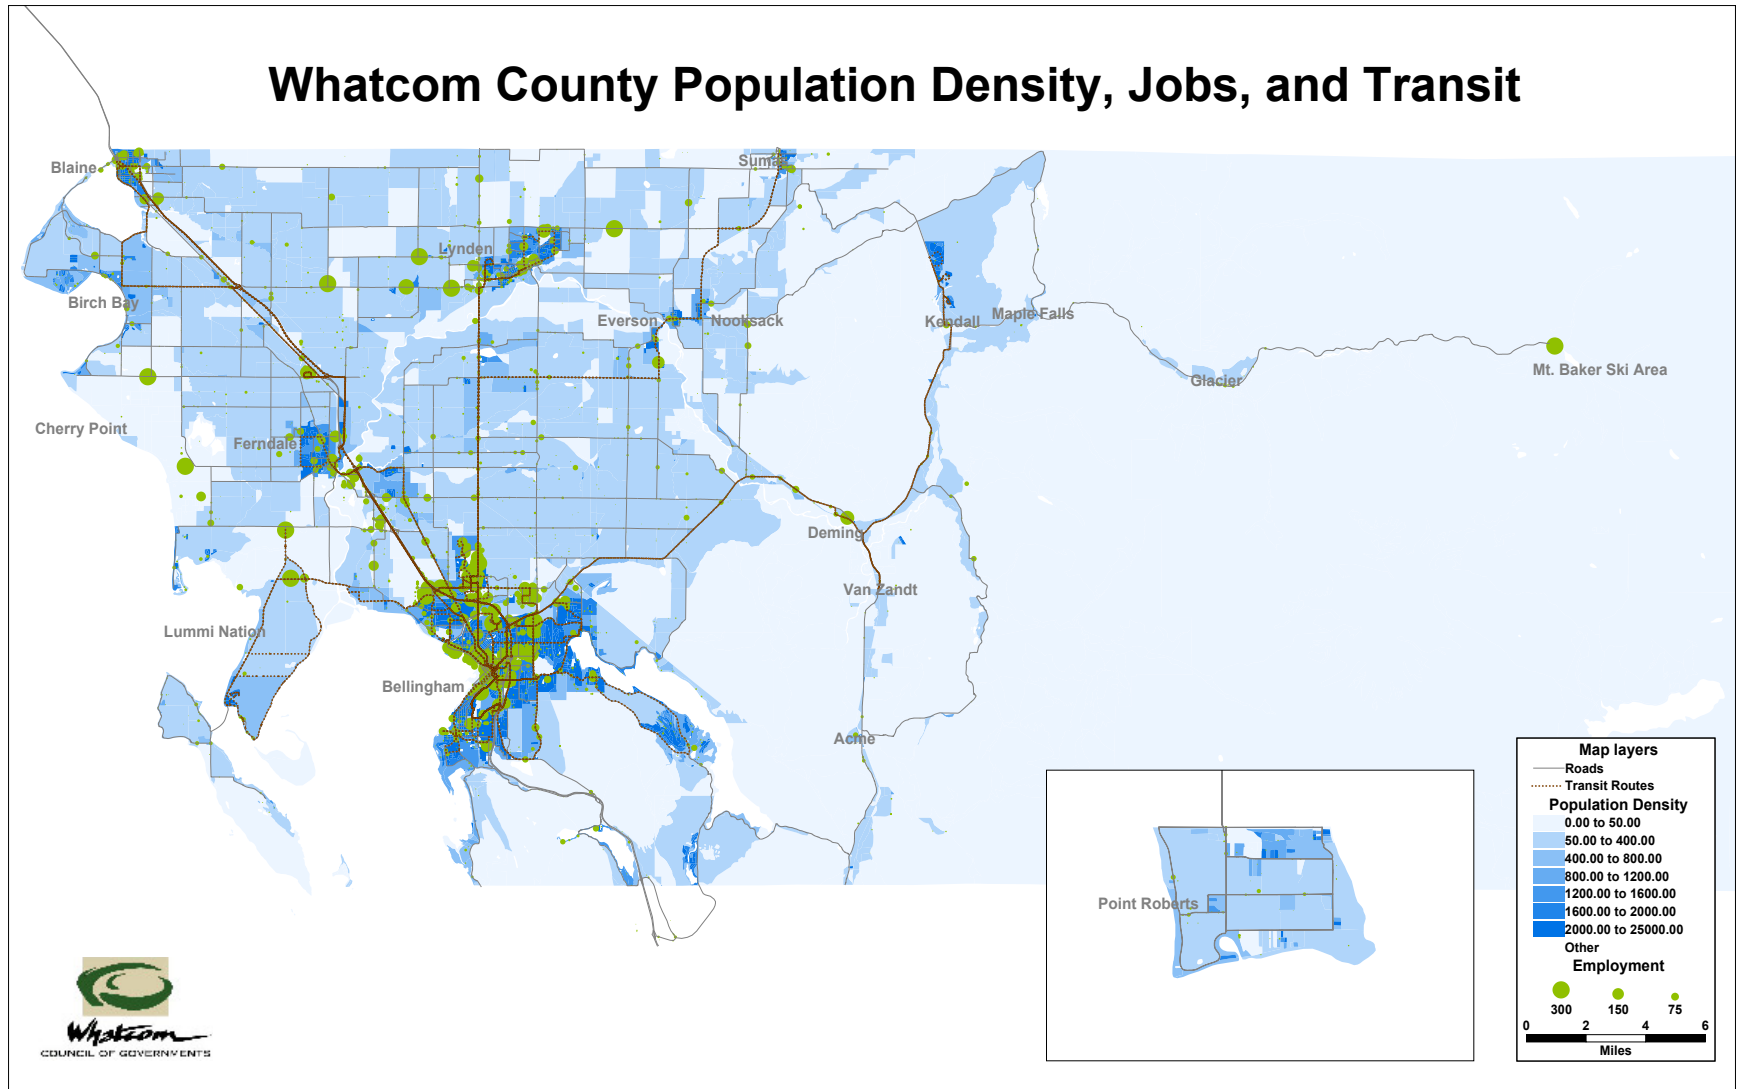 Whatcom County Population Density, Jobs, and Transit
Blaine
Sumas
Lynden
Birch Bay
Everson
Nooksack
Kendall
Maple Falls
Glacier
Mt. Baker Ski Area
Cherry Point
Ferndale
Deming
Van Zandt
Lummi Nation
Bellingham
Acme
Point Roberts
Map layers
Roads
Transit Routes
Population Density
0.00 to 50.00
50.00 to 400.00
400.00 to 800.00
800.00 to 1200.00
1200.00 to 1600.00
1600.00 to 2000.00
2000.00 to 25000.00
Other
Employment
300 150 75
0 2 4 6
Miles
Whatcom
COUNCIL OF GOVERNMENTS